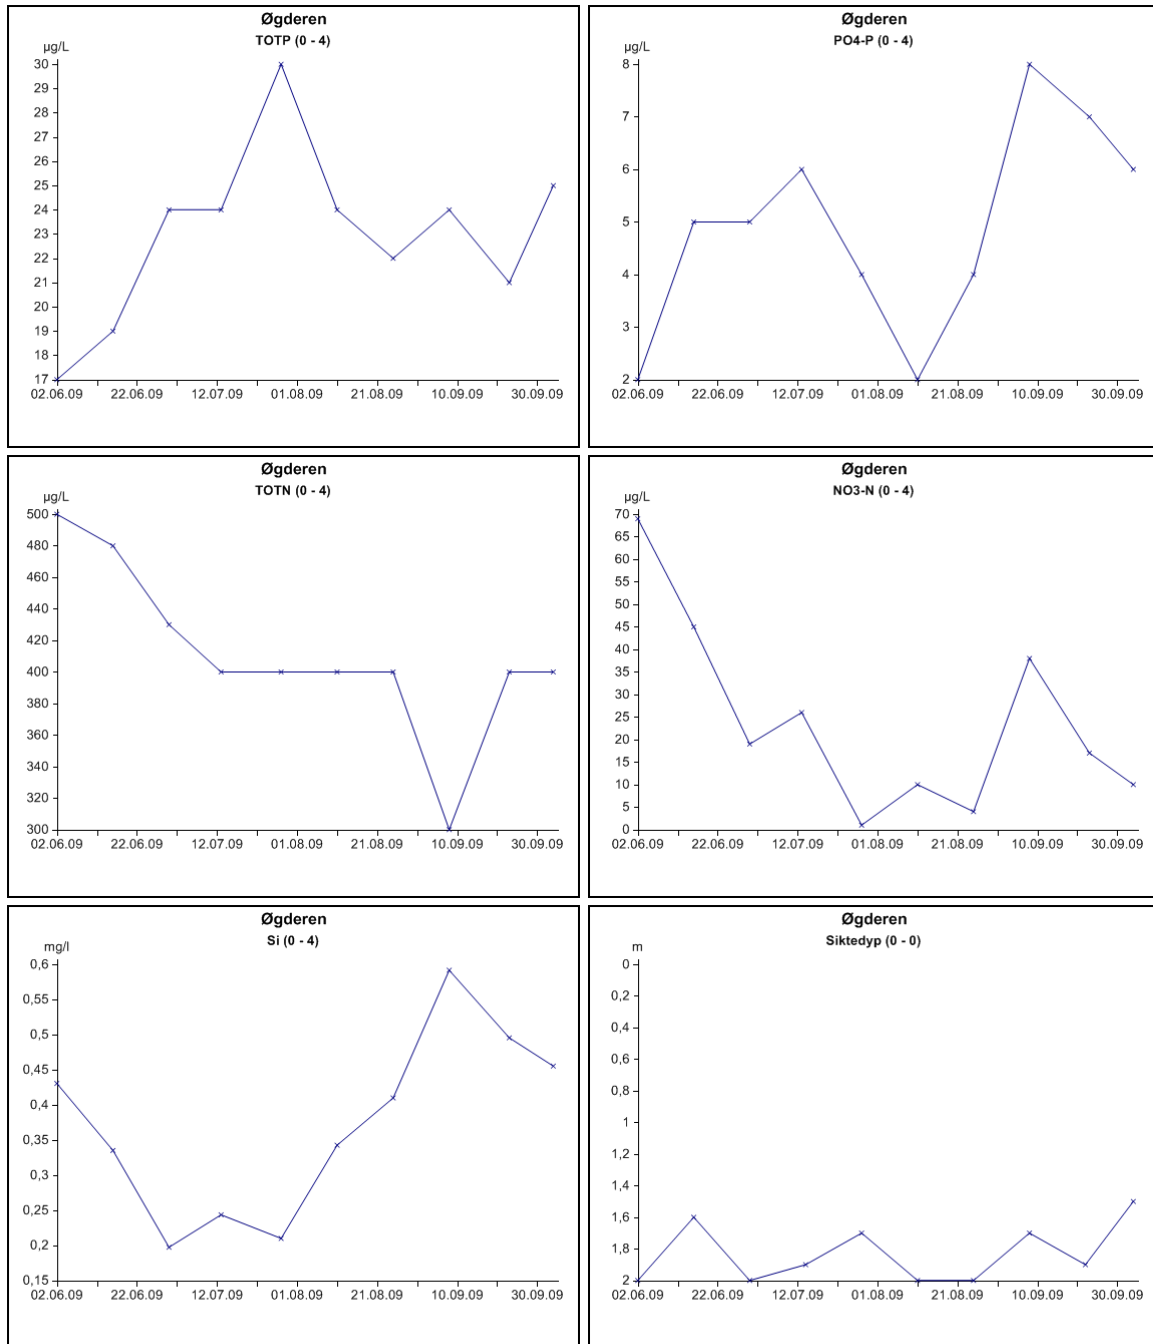 Øgderen
TOTP (0 - 4)
µg/L
30
29
28
27
26
25
24
23
22
21
20
19
18
17
02.06.09 22.06.09 12.07.09 01.08.09 21.08.09 10.09.09 30.09.09
Øgderen
PO4-P (0 - 4)
µg/L
8
7
6
5
4
3
2
02.06.09 22.06.09 12.07.09 01.08.09 21.08.09 10.09.09 30.09.09
Øgderen
TOTN (0 - 4)
µg/L
500
480
460
440
420
400
380
360
340
320
300
02.06.09 22.06.09 12.07.09 01.08.09 21.08.09 10.09.09 30.09.09
Øgderen
NO3-N (0 - 4)
µg/L
70
65
60
55
50
45
40
35
30
25
20
15
10
5
0
02.06.09 22.06.09 12.07.09 01.08.09 21.08.09 10.09.09 30.09.09
Øgderen
Si (0 - 4)
mg/l
0,6
0,55
0,5
0,45
0,4
0,35
0,3
0,25
0,2
0,15
02.06.09 22.06.09 12.07.09 01.08.09 21.08.09 10.09.09 30.09.09
Øgderen
Siktedyp (0 - 0)
m
0
0,2
0,4
0,6
0,8
1
1,2
1,4
1,6
1,8
2
02.06.09 22.06.09 12.07.09 01.08.09 21.08.09 10.09.09 30.09.09